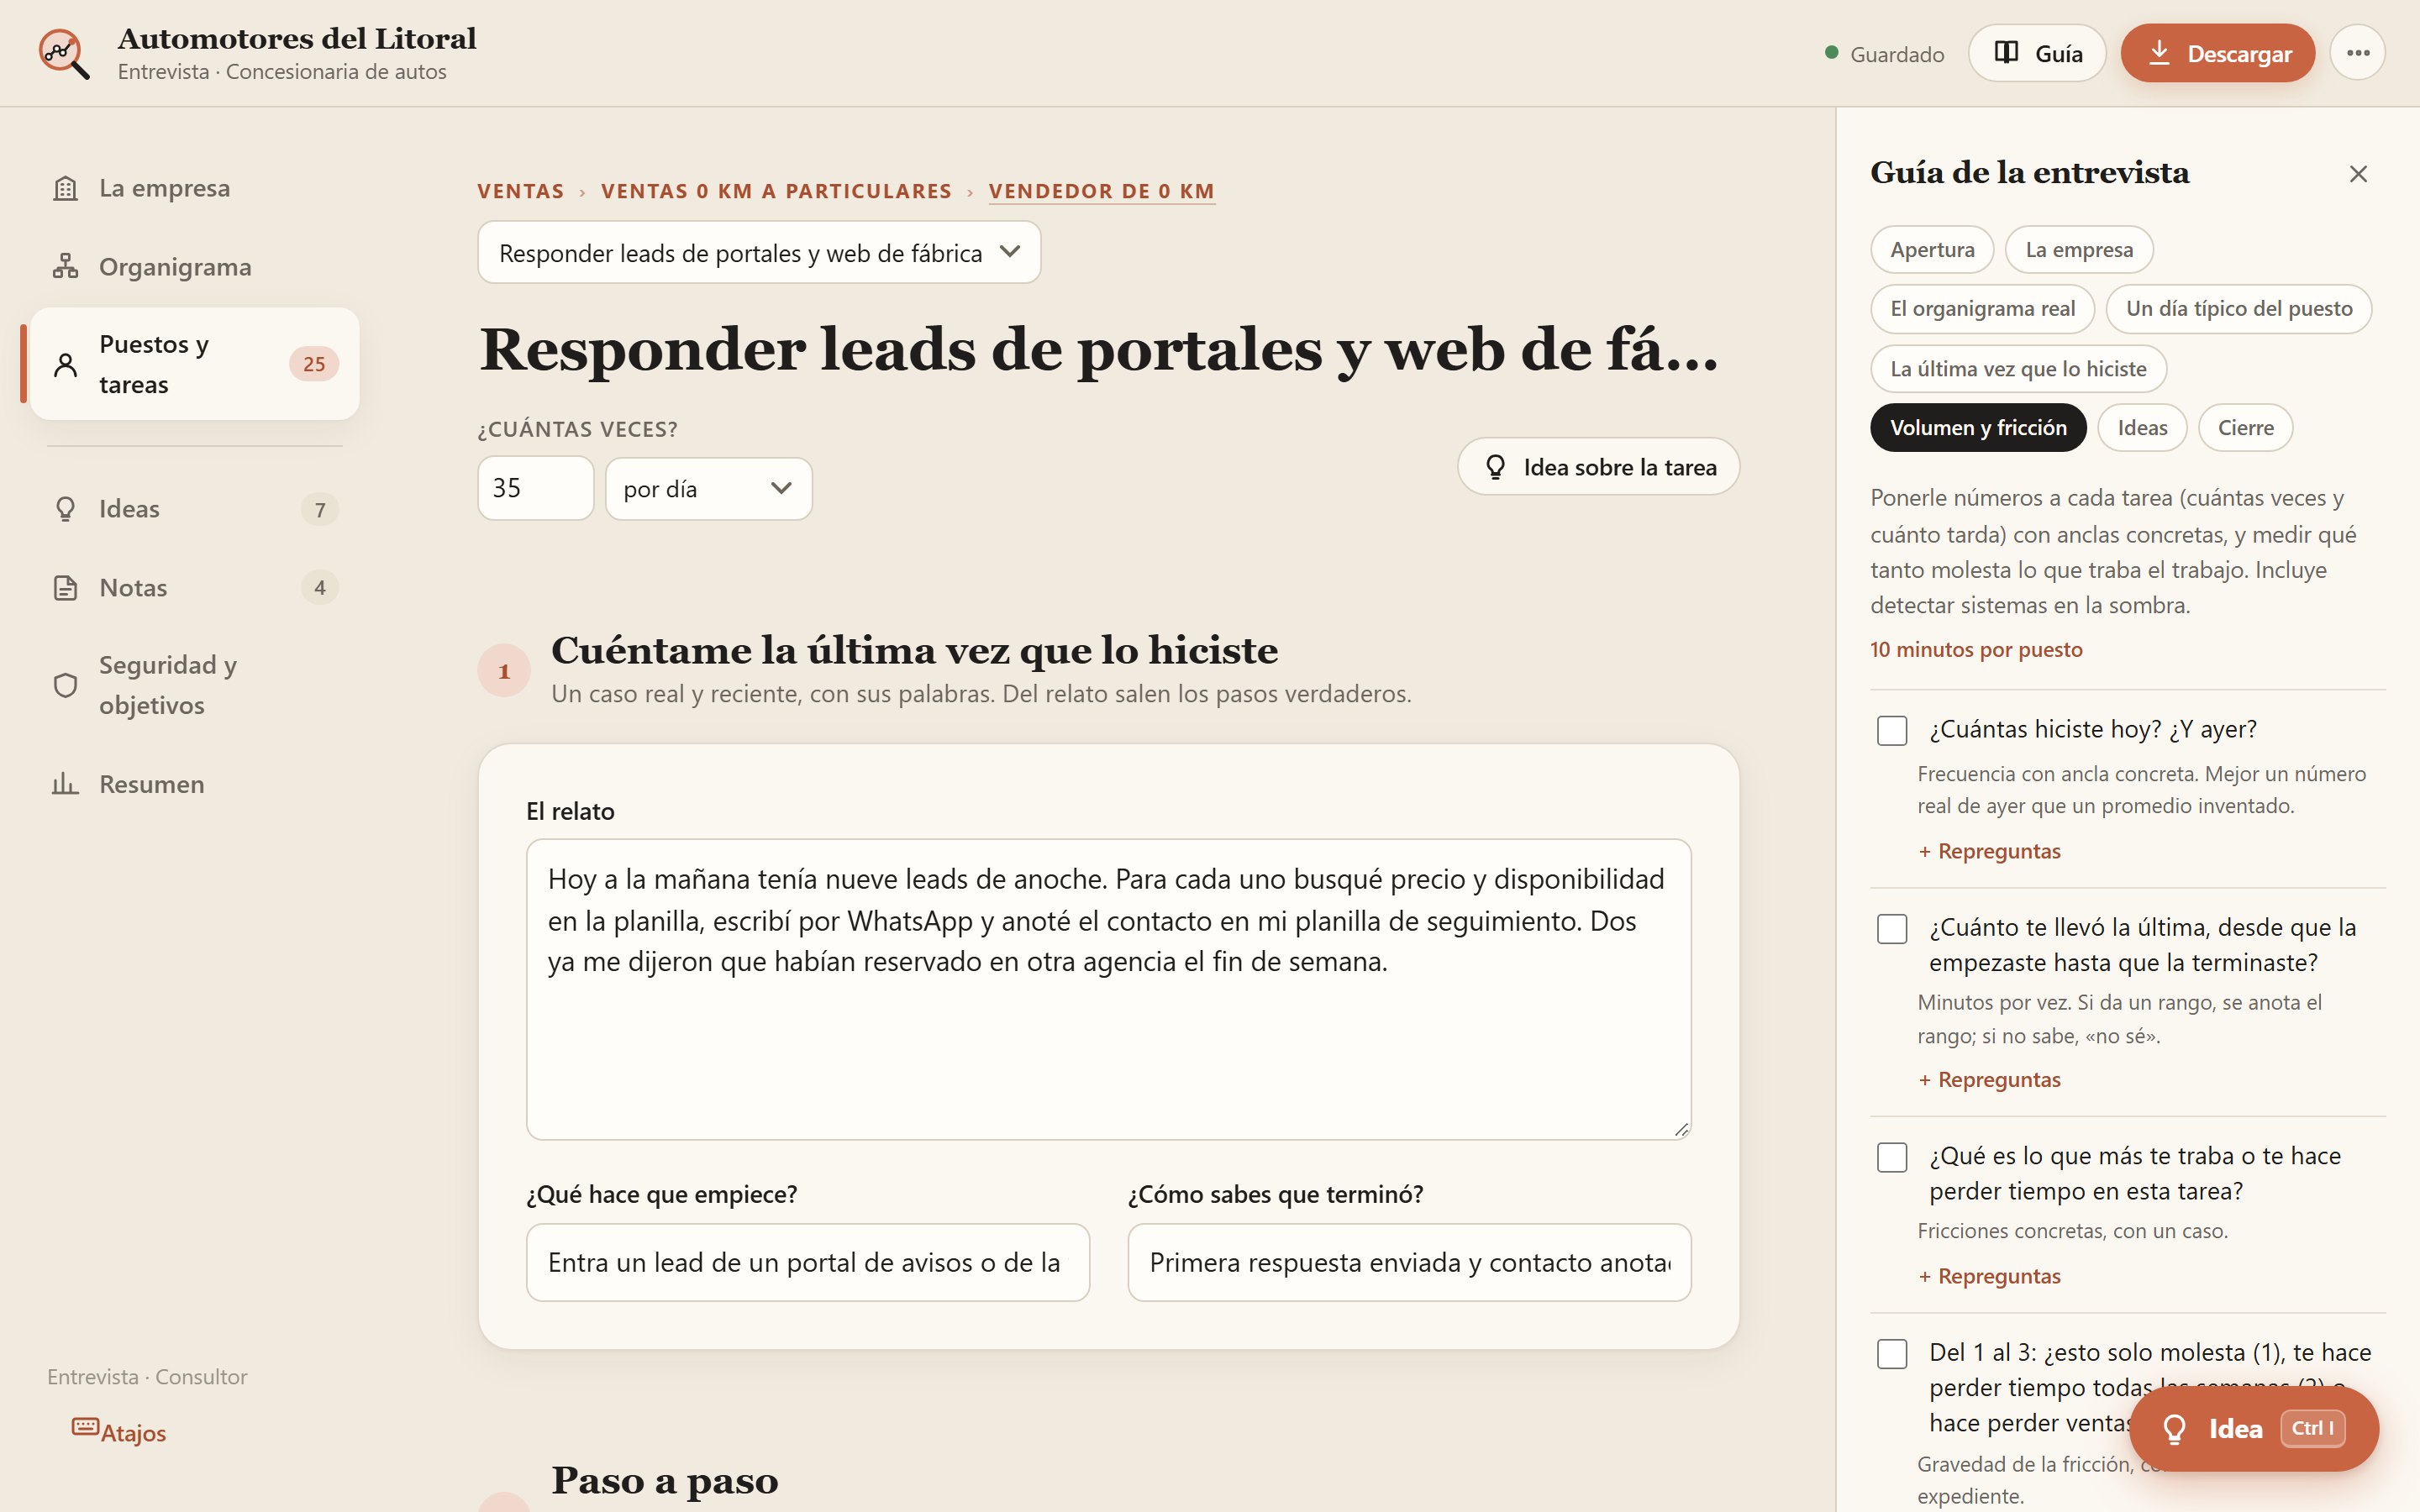 Automotores del Litoral
Entrevista · Concesionaria de autos
Guardado
Guía
Descargar
La empresa
Organigrama
Puestos y
tareas
25
Ideas
7
Notas
4
Seguridad y
objetivos
Resumen
Entrevista · Consultor
Atajos
VENTAS › VENTAS 0 KM A PARTICULARES › VENDEDOR DE 0 KM
Responder leads de portales y web de fábrica
Responder leads de portales y web de fá...
¿CUÁNTAS VECES?
35
por día
Idea sobre la tarea
1
Cuéntame la última vez que lo hiciste
Un caso real y reciente, con sus palabras. Del relato salen los pasos verdaderos.
El relato
Hoy a la mañana tenía nueve leads de anoche. Para cada uno busqué precio y disponibilidad
en la planilla, escribí por WhatsApp y anoté el contacto en mi planilla de seguimiento. Dos
ya me dijeron que habían reservado en otra agencia el fin de semana.
¿Qué hace que empiece?
Entra un lead de un portal de avisos o de la
¿Cómo sabes que terminó?
Primera respuesta enviada y contacto
Paso a paso
Guía de la entrevista
Apertura
La empresa
El organigrama real
Un día típico del puesto
La última vez que lo hiciste
Volumen y fricción
Ideas
Cierre
Ponerle números a cada tarea (cuántas veces y
cuánto tarda) con anclas concretas, y medir qué
tanto molesta lo que traba el trabajo. Incluye
detectar sistemas en la sombra.
10 minutos por puesto
¿Cuántas hiciste hoy? ¿Y ayer?
Frecuencia con ancla concreta. Mejor un número
real de ayer que un promedio inventado.
+ Repreguntas
¿Cuánto te llevó la última, desde que la
empezaste hasta que la terminaste?
Minutos por vez. Si da un rango, se anota el
rango; si no sabe, «no sé».
+ Repreguntas
¿Qué es lo que más te traba o te hace
perder tiempo en esta tarea?
Fricciones concretas, con un caso.
+ Repreguntas
Del 1 al 3: ¿esto solo molesta (1), te hace
perder tiempo todas las semanas (2) o
hace perder ventas
Gravedad de la fricción,
expediente.
Idea
Ctrl I